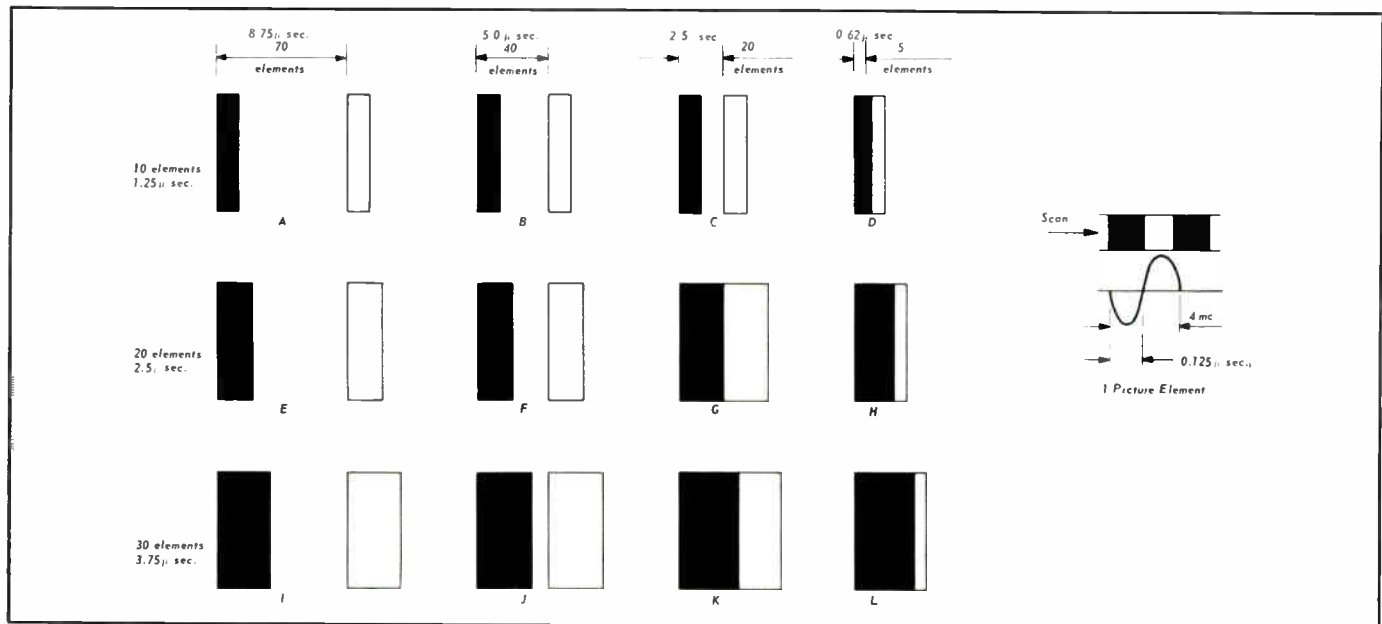 8.75μ sec.
70
elements
5.0μ sec.
40
elements
2.5 sec
20
elements
0.62μ sec
5
elements
10 elements
1.25μ sec.
A
B
C
D
20 elements
2.5μ sec.
E
F
G
H
30 elements
3.75μ sec.
I
J
K
L
Scan
4 mc
0.125μ sec.
1 Picture Element